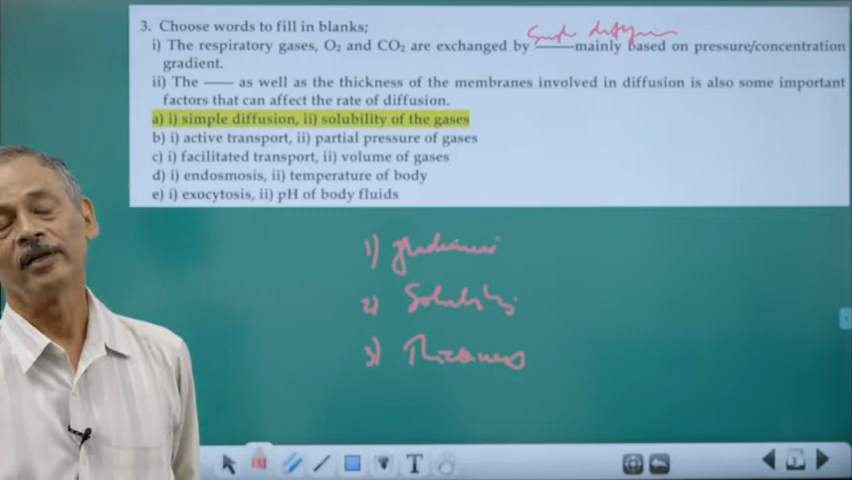 3. Choose words to fill in blanks;
Simple diffusion
i) The respiratory gases, O₂ and CO₂ are exchanged by ——mainly based on pressure/concentration
gradient.
ii) The —— as well as the thickness of the membranes involved in diffusion is also some important
factors that can affect the rate of diffusion.
a) i) simple diffusion, ii) solubility of the gases
b) i) active transport, ii) partial pressure of gases
c) i) facilitated transport, ii) volume of gases
d) i) endosmosis, ii) temperature of body
e) i) exocytosis, ii) pH of body fluids
1)
2) Solubility
3) Thickness
T